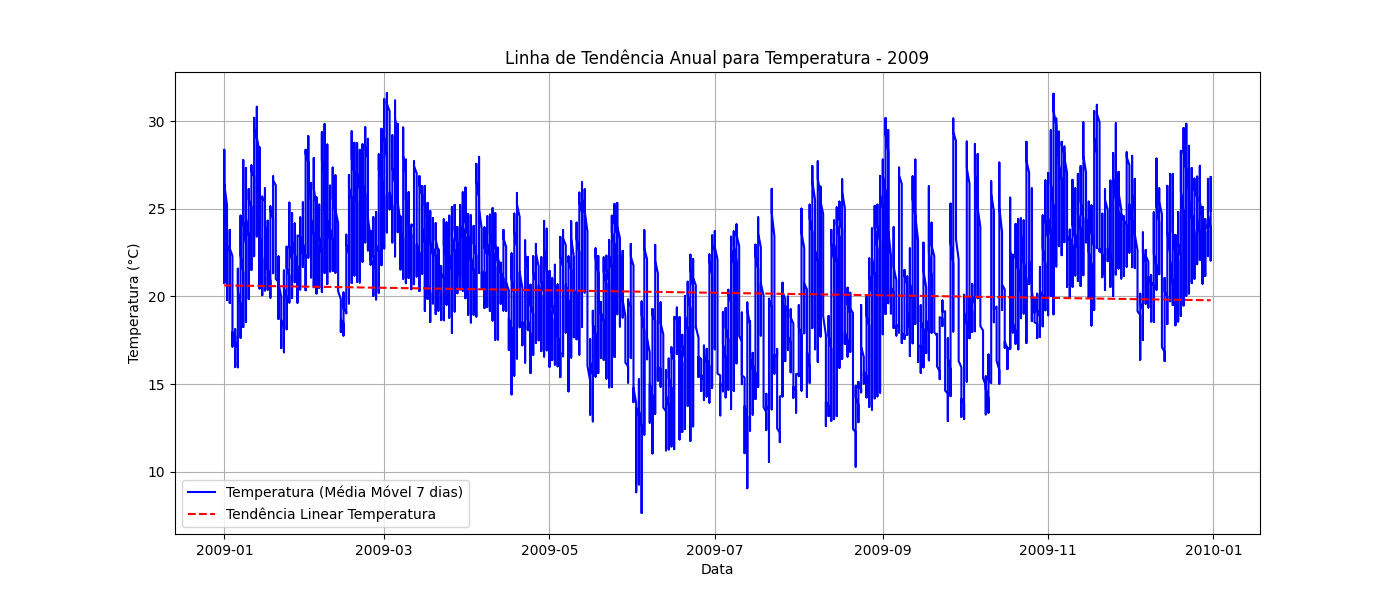 Linha de Tendência Anual para Temperatura - 2009
Temperatura (°C)
30
25
20
15
10
Temperatura (Média Móvel 7 dias)
Tendência Linear Temperatura
2009-01 2009-03 2009-05 2009-07 2009-09 2009-11 2010-01
Data